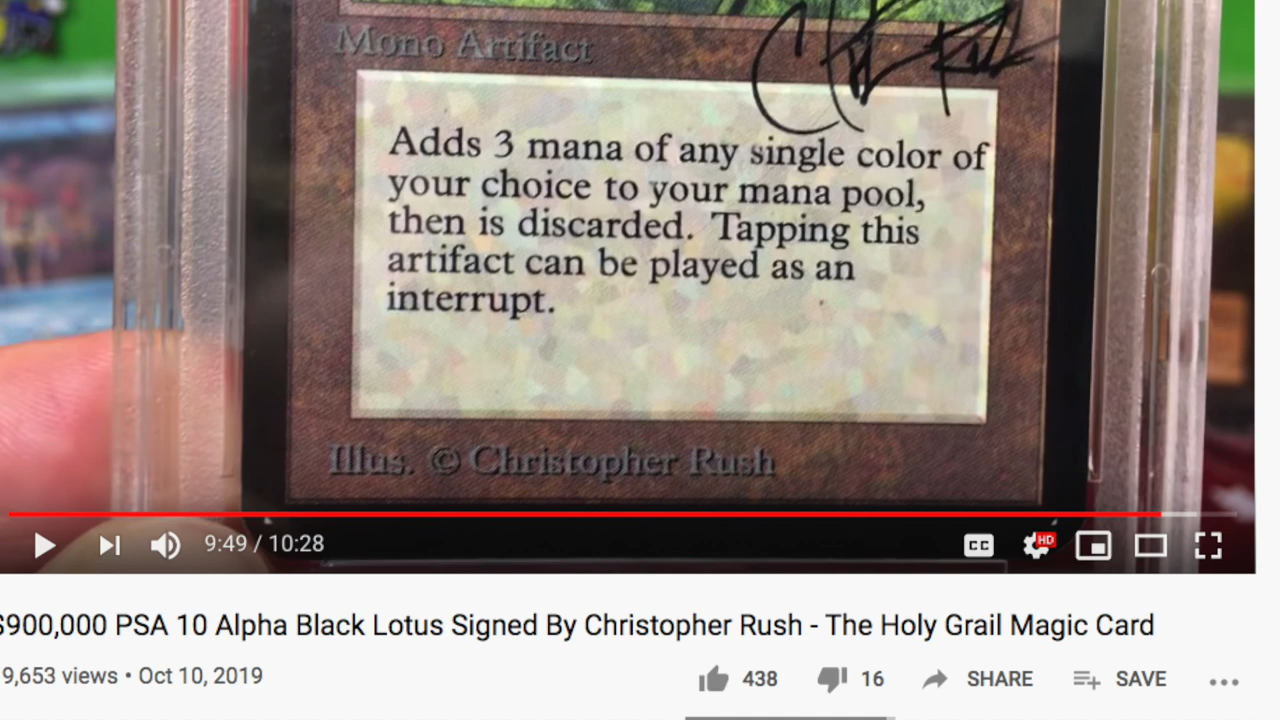 Mono Artifact
Adds 3 mana of any single color of
your choice to your mana pool,
then is discarded. Tapping this
artifact can be played as an
interrupt.
Illus. © Christopher Rush
9:49 / 10:28
CC
HD
$900,000 PSA 10 Alpha Black Lotus Signed By Christopher Rush - The Holy Grail Magic Card
9,653 views • Oct 10, 2019
438
16
SHARE
SAVE